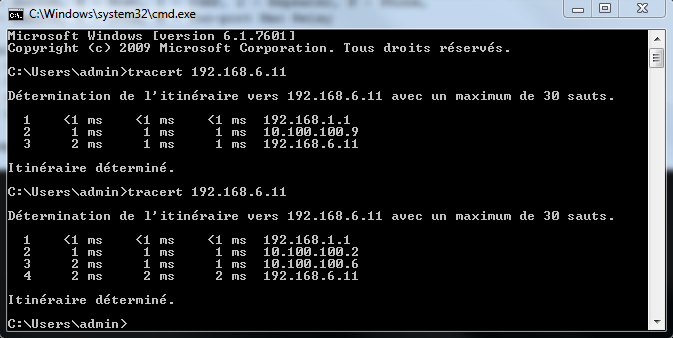 C:\Windows\system32\cmd.exe
Microsoft Windows [version 6.1.7601]
Copyright (c) 2009 Microsoft Corporation. Tous droits réservés.
C:\Users\admin>tracert 192.168.6.11
Détermination de l'itinéraire vers 192.168.6.11 avec un maximum de 30 sauts.
1 <1 ms <1 ms <1 ms 192.168.1.1
2 1 ms 1 ms 1 ms 10.100.100.9
3 2 ms 1 ms 1 ms 192.168.6.11
Itinéraire déterminé.
C:\Users\admin>tracert 192.168.6.11
Détermination de l'itinéraire vers 192.168.6.11 avec un maximum de 30 sauts.
1 <1 ms <1 ms <1 ms 192.168.1.1
2 1 ms 1 ms 1 ms 10.100.100.2
3 2 ms 1 ms 1 ms 10.100.100.6
4 2 ms 2 ms 2 ms 192.168.6.11
Itinéraire déterminé.
C:\Users\admin>